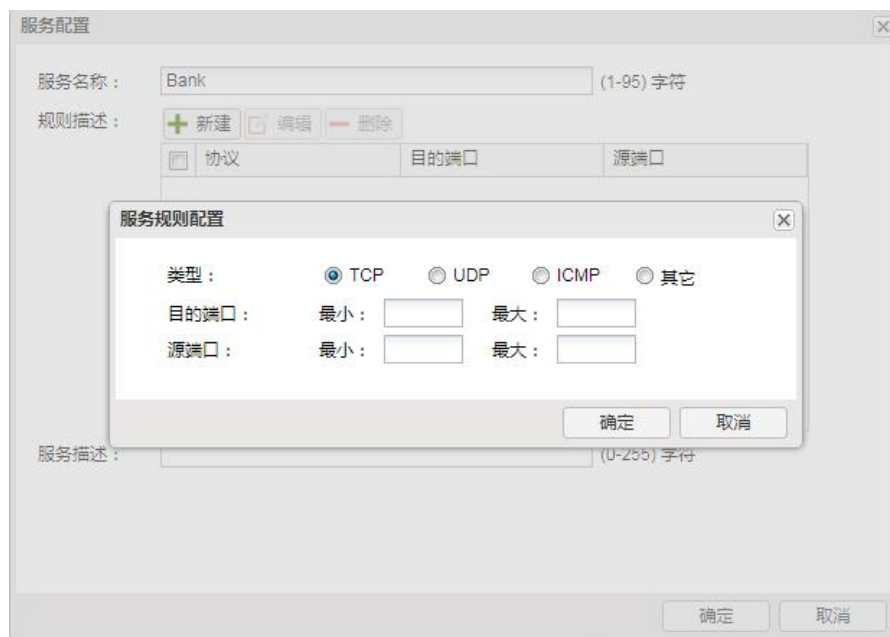 服务配置
服务名称： Bank (1-95) 字符
规则描述： 新建 编辑 删除
协议 目的端口 源端口
服务规则配置
类型： TCP UDP ICMP 其它
目的端口： 最小： 最大：
源端口： 最小： 最大：
确定 取消
服务描述： (0-255) 字符
确定 取消